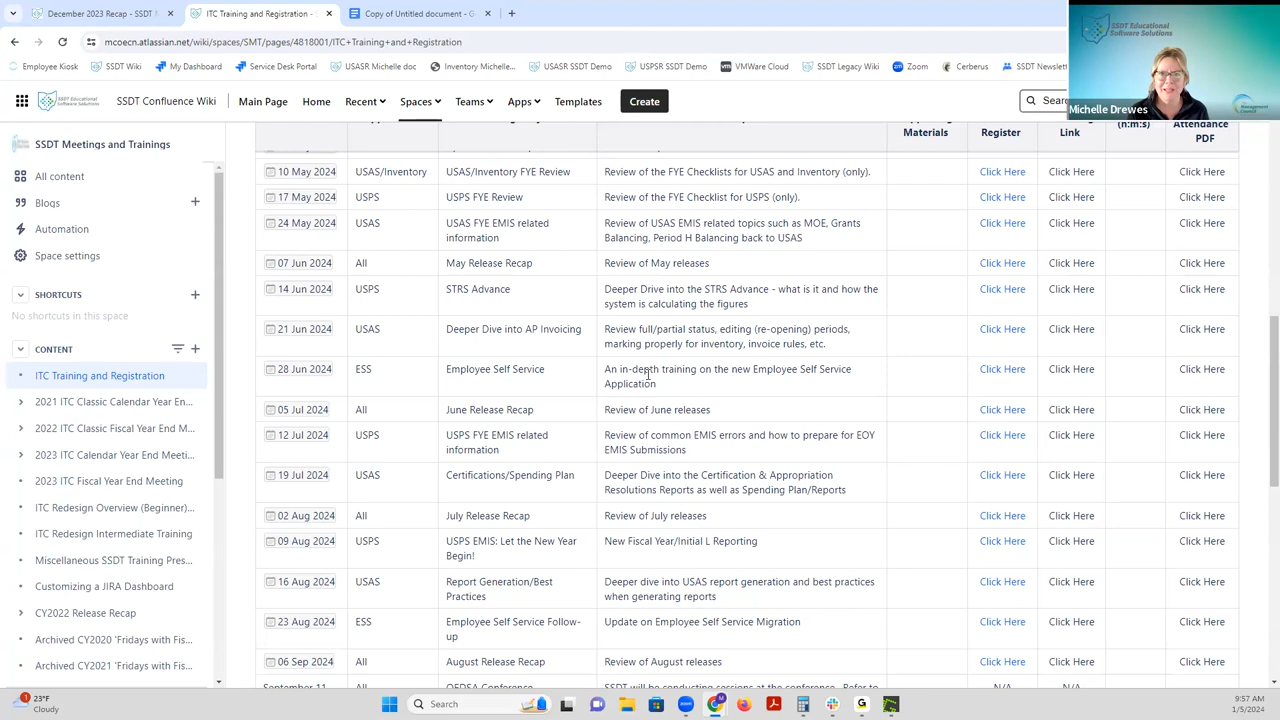 December 2023 Recap - SSDT M
ITC Training and Registration -
Copy of Untitled document - G
mcoecn.atlassian.net/wiki/spaces/SMT/pages/4818001/ITC+Training+and+Registration
Employee Kiosk
SSDT Wiki
My Dashboard
Service Desk Portal
USASR Michelle doc
Inventory Michelle...
USASR SSDT Demo
USPSR SSDT Demo
VMWare Cloud
SSDT Legacy Wiki
Zoom
Cerberus
SSDT Newslett
SSDT Educational
Software Solutions
Management
Council
Michelle Drewes
SSDT Confluence Wiki
Main Page
Home
Recent
Spaces
Teams
Apps
Templates
Create
Sear
SSDT Meetings and Trainings
All content
Blogs
Automation
Space settings
SHORTCUTS
No shortcuts in this space
CONTENT
ITC Training and Registration
2021 ITC Classic Calendar Year En...
2022 ITC Classic Fiscal Year End M...
2023 ITC Calendar Year End Meeti...
2023 ITC Fiscal Year End Meeting
ITC Redesign Overview (Beginner)...
ITC Redesign Intermediate Training
Miscellaneous SSDT Training Pres...
Customizing a JIRA Dashboard
CY2022 Release Recap
Archived CY2020 'Fridays with Fis...
Archived CY2021 'Fridays with Fis...
Materials
Register
Link
(h:m:s)
Attendance
PDF
10 May 2024 USAS/Inventory USAS/Inventory FYE Review Review of the FYE Checklists for USAS and Inventory (only). Click Here Click Here Click Here
17 May 2024 USPS USPS FYE Review Review of the FYE Checklist for USPS (only). Click Here Click Here Click Here
24 May 2024 USAS USAS FYE EMIS related Review of USAS EMIS related topics such as MOE, Grants Click Here Click Here Click Here
information Balancing, Period H Balancing back to USAS
07 Jun 2024 All May Release Recap Review of May releases Click Here Click Here Click Here
14 Jun 2024 USPS STRS Advance Deeper Drive into the STRS Advance - what is it and how the Click Here Click Here Click Here
system is calculating the figures
21 Jun 2024 USAS Deeper Dive into AP Invoicing Review full/partial status, editing (re-opening) periods, Click Here Click Here Click Here
marking properly for inventory, invoice rules, etc.
28 Jun 2024 ESS Employee Self Service An in-depth training on the new Employee Self Service Click Here Click Here Click Here
Application
05 Jul 2024 All June Release Recap Review of June releases Click Here Click Here Click Here
12 Jul 2024 USPS USPS FYE EMIS related Review of common EMIS errors and how to prepare for EOY Click Here Click Here Click Here
information EMIS Submissions
19 Jul 2024 USAS Certifications/Spending Plan Deeper Dive into the Certification & Appropriation Click Here Click Here Click Here
Resolutions Reports as well as Spending Plan/Reports
02 Aug 2024 All July Release Recap Review of July releases Click Here Click Here Click Here
09 Aug 2024 USPS USPS EMIS: Let the New Year New Fiscal Year/Initial L Reporting Click Here Click Here Click Here
Begin!
16 Aug 2024 USAS Report Generation/Best Deeper dive into USAS report generation and best practices Click Here Click Here Click Here
Practices when generating reports
23 Aug 2024 ESS Employee Self Service Follow- Update on Employee Self Service Migration Click Here Click Here Click Here
up
06 Sep 2024 All August Release Recap Review of August releases Click Here Click Here Click Here
September 11 All OEDSA Conference SSDT will be conducting sessions at the conference. Refer to N/A N/A
1
23°F
Cloudy
Search
9:57 AM
1/5/2024